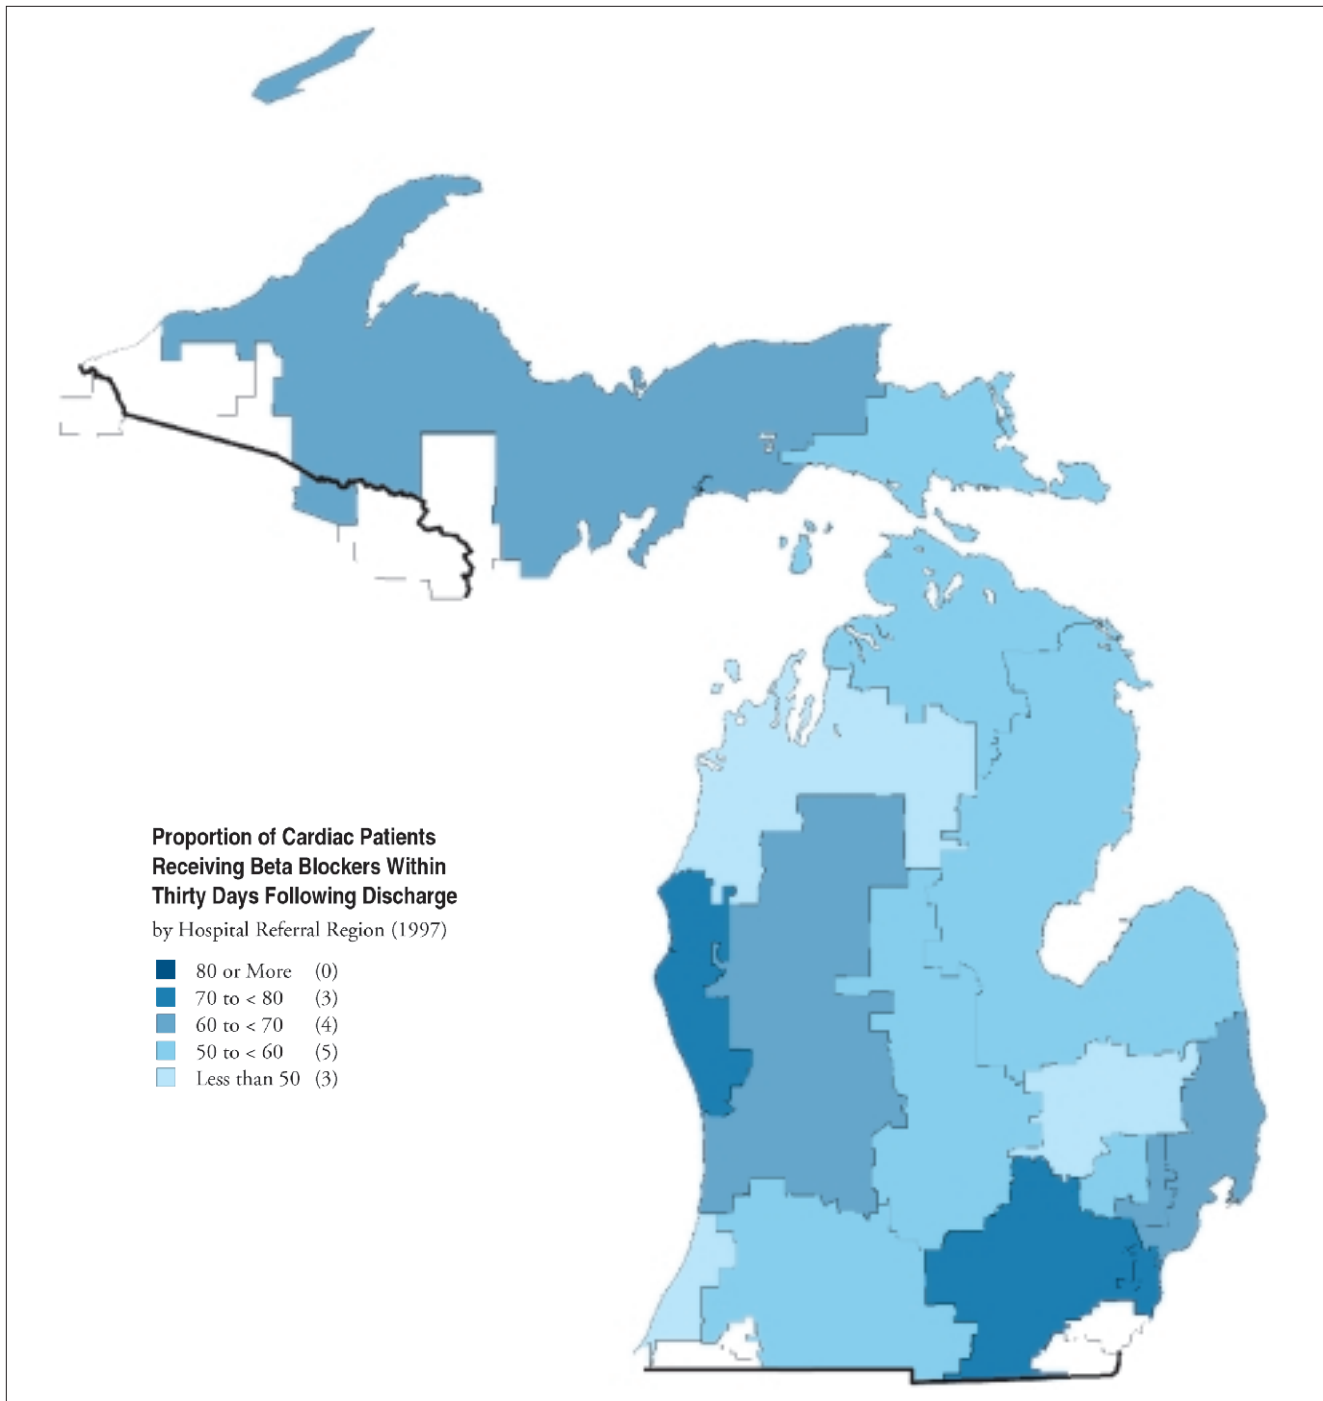 Proportion of Cardiac Patients
Receiving Beta Blockers Within
Thirty Days Following Discharge
by Hospital Referral Region (1997)
80 or More (0)
70 to < 80 (3)
60 to < 70 (4)
50 to < 60 (5)
Less than 50 (3)